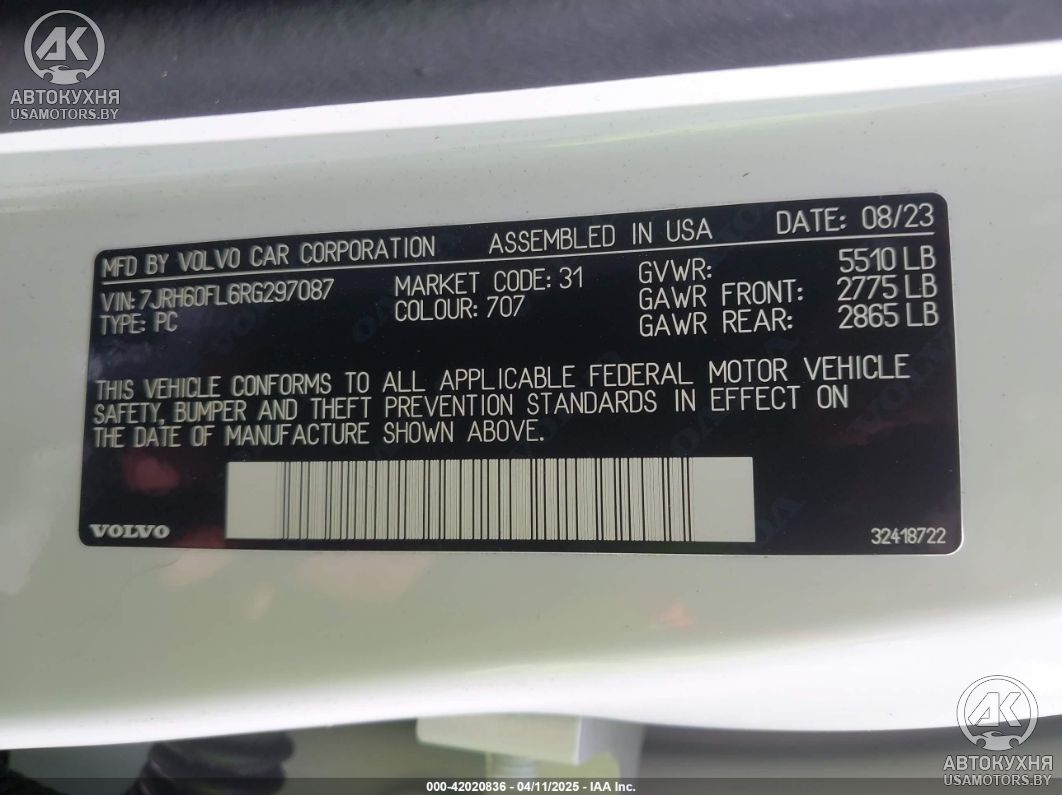 АК
АВТОКУХНЯ
USAMOTORS.BY
MFD BY VOLVO CAR CORPORATION ASSEMBLED IN USA DATE: 08/23
VIN: 7JRH60FL6RG297087 MARKET CODE: 31 GVWR: 5510 LB
TYPE: PC COLOUR: 707 GAWR FRONT: 2775 LB
GAWR REAR: 2865 LB
THIS VEHICLE CONFORMS TO ALL APPLICABLE FEDERAL MOTOR VEHICLE
SAFETY, BUMPER AND THEFT PREVENTION STANDARDS IN EFFECT ON
THE DATE OF MANUFACTURE SHOWN ABOVE.
VOLVO 32418722
АК
АВТОКУХНЯ
USAMOTORS.BY
000-42020836 - 04/11/2025 - IAA Inc.